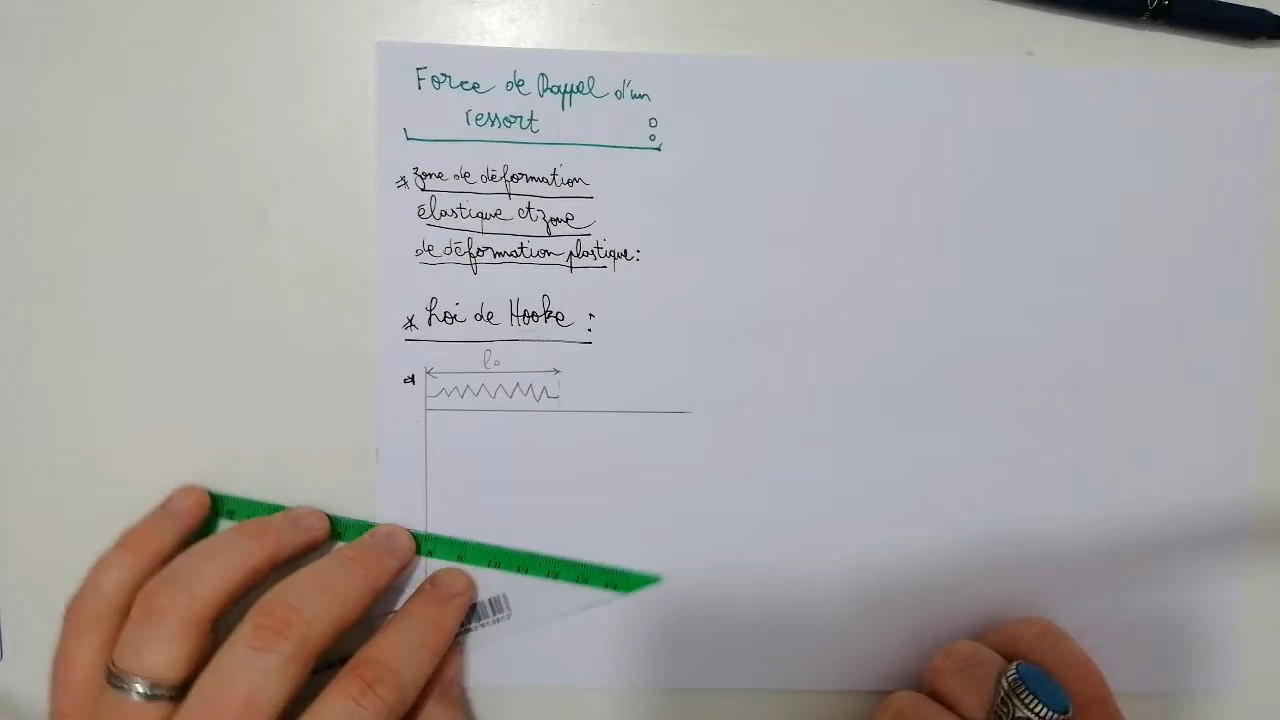 Force de Rappel d'un
ressort :
* zone de déformation
élastique et zone
de déformation plastique:
* Loi de Hooke :
l₀